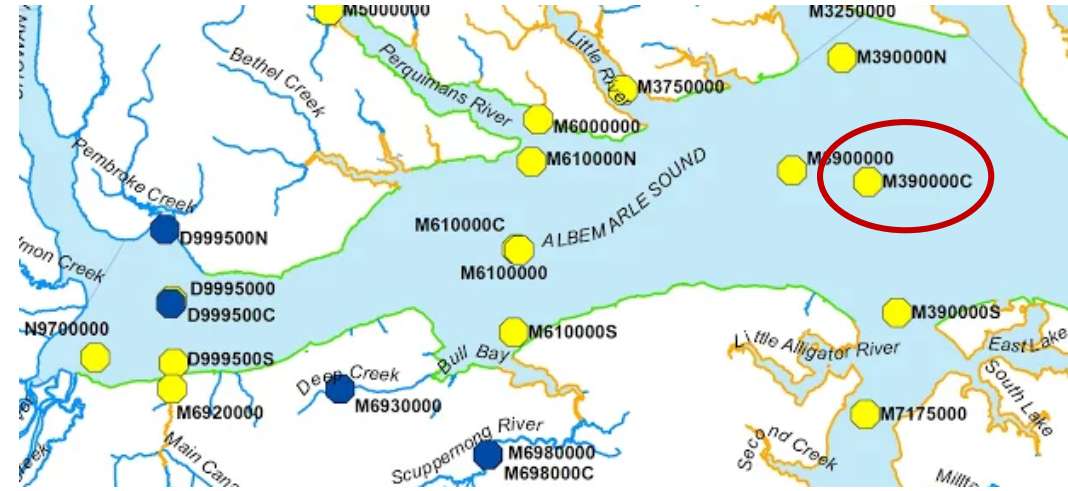 M5000000
M3250000
Little River
M390000N
Bethel Creek
Perquimans River
M3750000
M6000000
M610000N
Pembroke Creek
M3900000
M390000C
ALBEMARLE SOUND
M610000C
D999500N
M6100000
D9995000
D999500C
N9700000
M610000S
M390000S
Little Alligator River
East Lake
Bull Bay
D999500S
Deep Creek
South Lake
M6920000
M6930000
M7175000
Main
Scuppernong River
M6980000
M698000C
Second Creek